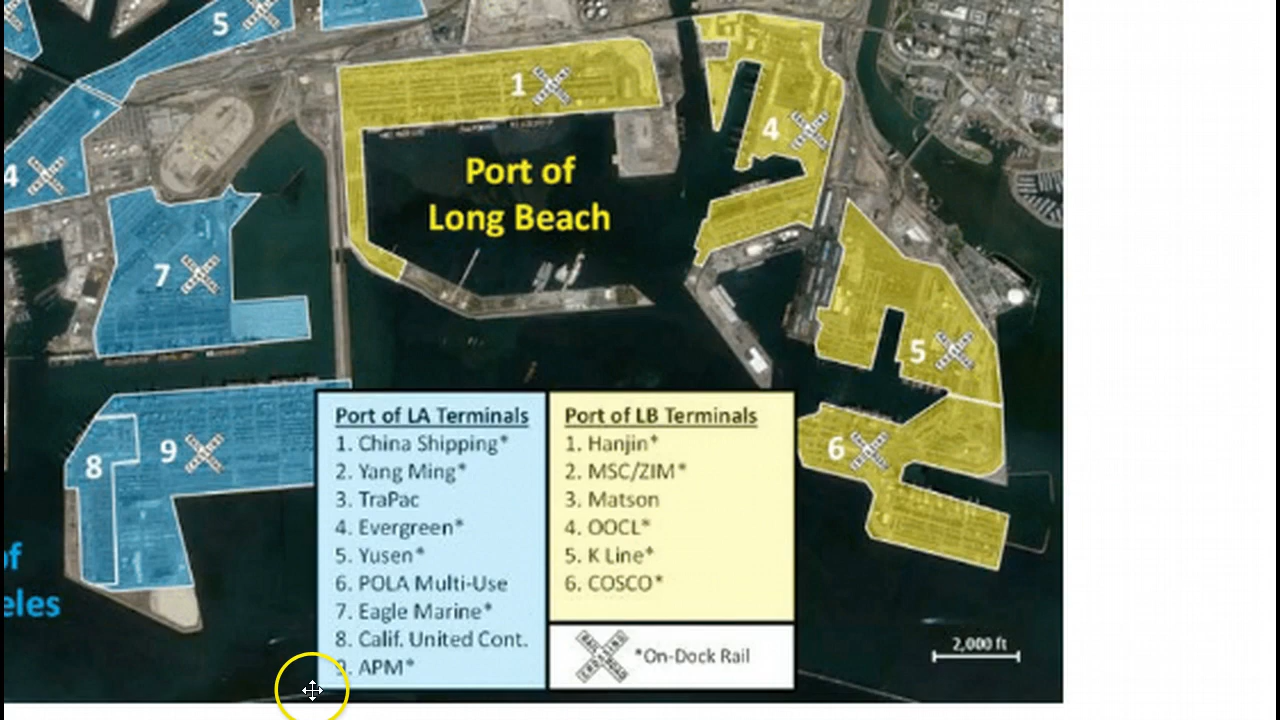 5
1
4
Port of
Long Beach
4
7
5
9
8
6
of
eles
Port of LA Terminals
1. China Shipping*
2. Yang Ming*
3. TraPac
4. Evergreen*
5. Yusen*
6. POLA Multi-Use
7. Eagle Marine*
8. Calif. United Cont.
9. APM*
Port of LB Terminals
1. Hanjin*
2. MSC/ZIM*
3. Matson
4. OOCL*
5. K Line*
6. COSCO*
*On-Dock Rail
2,000 ft